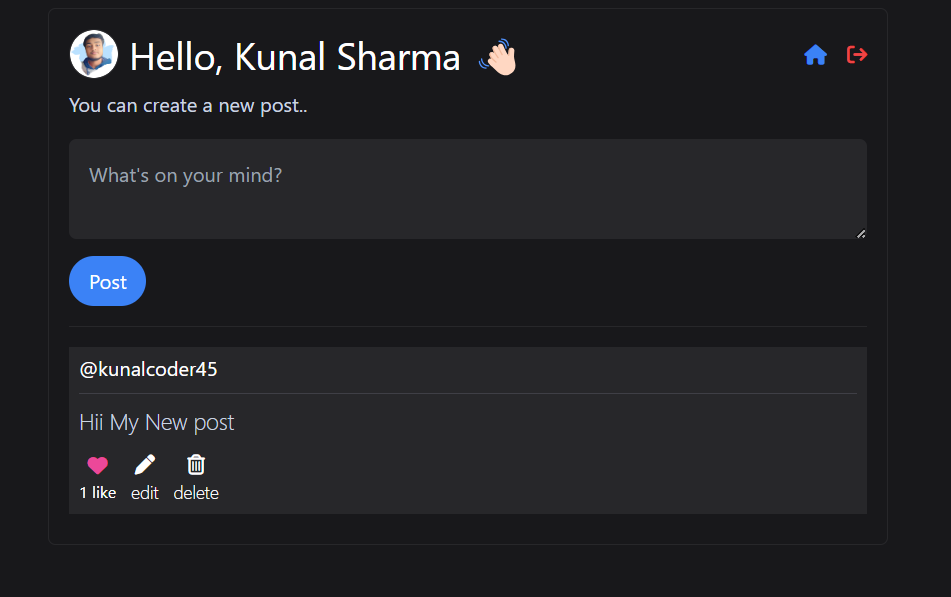 Hello, Kunal Sharma 👋🏻
You can create a new post..
What's on your mind?
Post
@kunalcoder45
Hii My New post
1 like edit delete